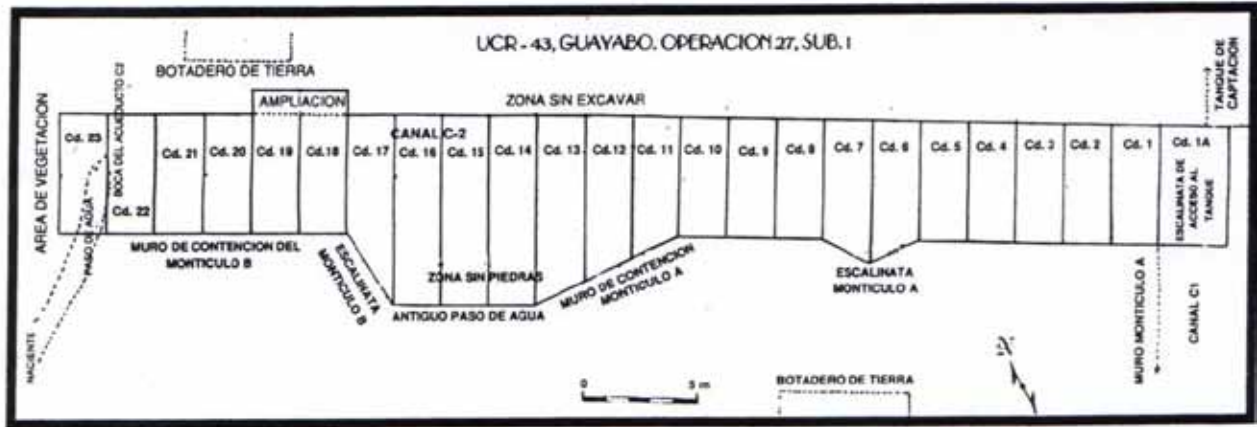 UCR - 43, GUAYABO. OPERACION 27, SUB. 1
BOTADERO DE TIERRA
AMPLIACION
ZONA SIN EXCAVAR
TANQUE DE
CAPTACION
AREA DE VEGETACION
Cd. 23
PASO DE AGUA
NACIENTE
BOCA DEL ACUEDUCTO C2
Cd. 22
Cd. 21
Cd. 20
Cd. 19
Cd. 18
Cd. 17
CANAL C-2
Cd. 16
Cd. 15
Cd. 14
Cd. 13
Cd. 12
Cd. 11
Cd. 10
Cd. 9
Cd. 8
Cd. 7
Cd. 6
Cd. 5
Cd. 4
Cd. 3
Cd. 2
Cd. 1
Cd. 1A
ESCALINATA DE
ACCESO AL
TANQUE
MURO DE CONTENCION DEL
MONTICULO B
ESCALINATA
MONTICULO B
ZONA SIN PIEDRAS
ANTIGUO PASO DE AGUA
MURO DE CONTENCION
MONTICULO A
ESCALINATA
MONTICULO A
MURO MONTICULO A
CANAL C1
0 5 m
BOTADERO DE TIERRA